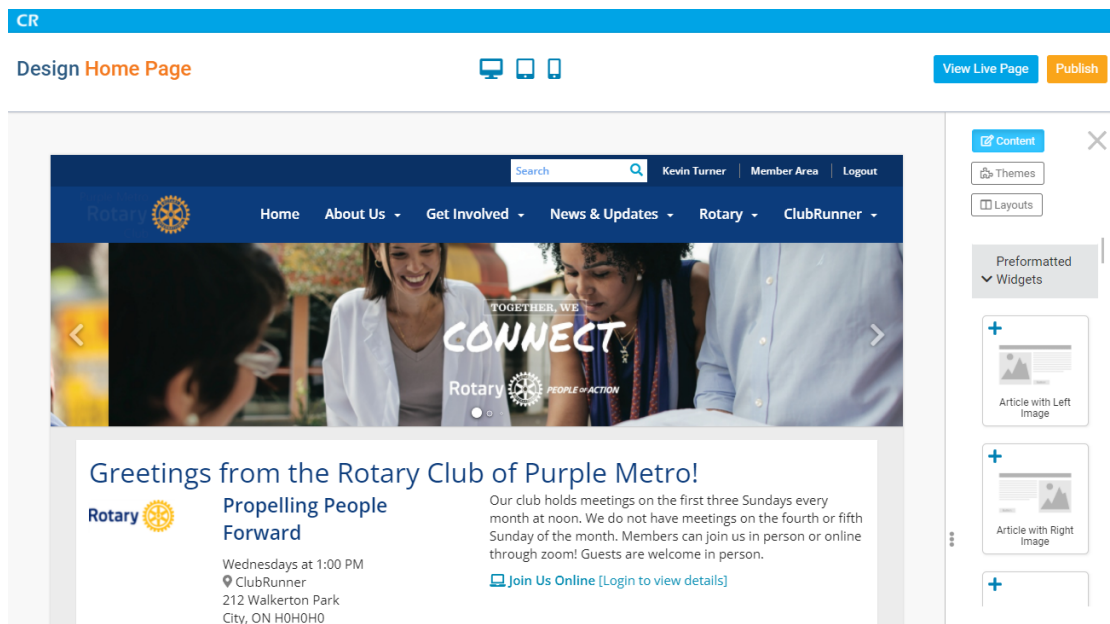 CR
Design Home Page
View Live Page
Publish
Content
Themes
Layouts
Search
Kevin Turner
Member Area
Logout
Rotary
Home
About Us
Get Involved
News & Updates
Rotary
ClubRunner
TOGETHER, WE
CONNECT
Rotary
PEOPLE OF ACTION
Preformatted
Widgets
Article with Left
Image
Article with Right
Image
Greetings from the Rotary Club of Purple Metro!
Rotary
Propelling People
Forward
Wednesdays at 1:00 PM
ClubRunner
212 Walkerton Park
City, ON H0H0H0
Our club holds meetings on the first three Sundays every
month at noon. We do not have meetings on the fourth or fifth
Sunday of the month. Members can join us in person or online
through zoom! Guests are welcome in person.
Join Us Online [Login to view details]